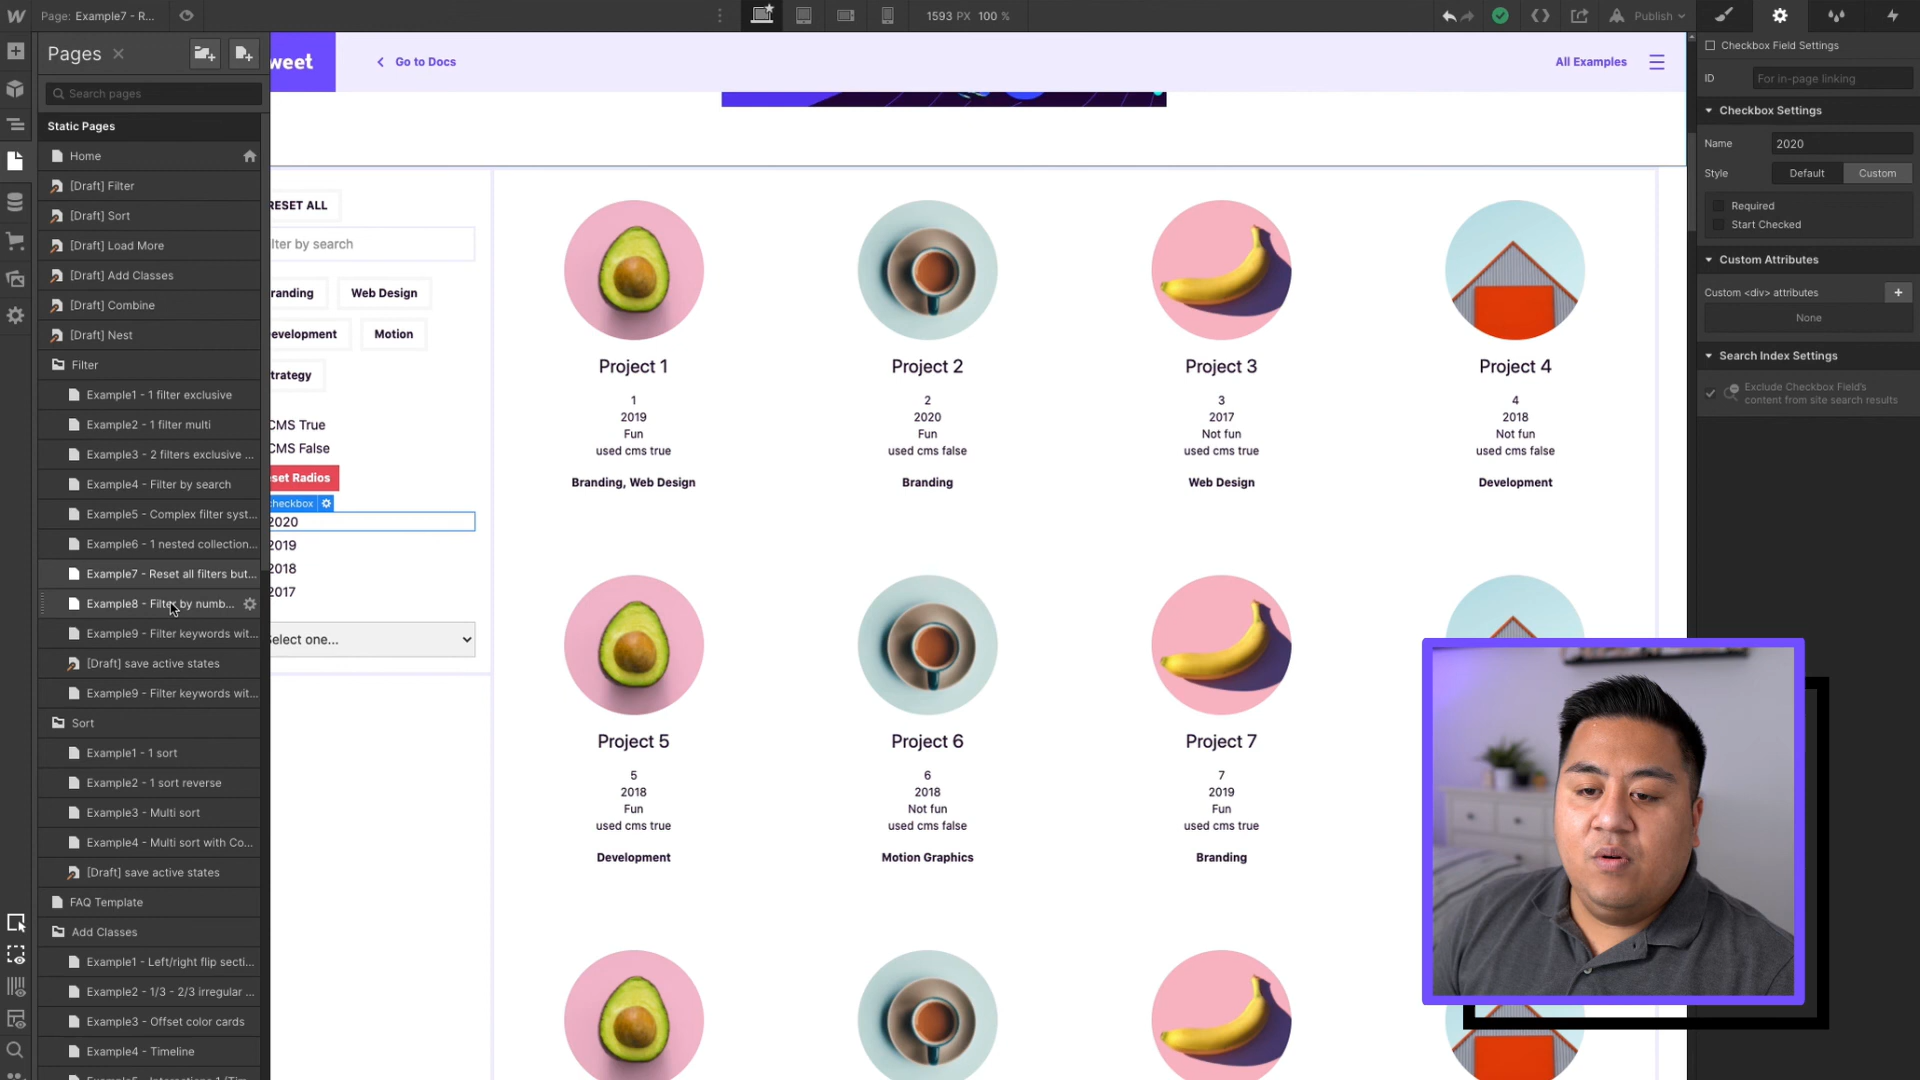 Page: Example7 - R...
1593 PX 100 %
Publish
Pages
Search pages
Static Pages
Home
[Draft] Filter
[Draft] Sort
[Draft] Load More
[Draft] Add Classes
[Draft] Combine
[Draft] Nest
Filter
Example1 - 1 filter exclusive
Example2 - 1 filter multi
Example3 - 2 filters exclusive ...
Example4 - Filter by search
Example5 - Complex filter syst...
Example6 - 1 nested collection...
Example7 - Reset all filters but...
Example8 - Filter by numb...
Example9 - Filter keywords wit...
[Draft] save active states
Example9 - Filter keywords wit...
Sort
Example1 - 1 sort
Example2 - 1 sort reverse
Example3 - Multi sort
Example4 - Multi sort with Co...
[Draft] save active states
FAQ Template
Add Classes
Example1 - Left/right flip secti...
Example2 - 1/3 - 2/3 irregular ...
Example3 - Offset color cards
Example4 - Timeline
weet
Go to Docs
All Examples
RESET ALL
lter by search
randing
Web Design
evelopment
Motion
trategy
CMS True
CMS False
set Radios
checkbox
2020
2019
2018
2017
elect one...
Project 1
1
2019
Fun
used cms true
Branding, Web Design
Project 2
2
2020
Fun
used cms false
Branding
Project 3
3
2017
Not fun
used cms true
Web Design
Project 4
4
2018
Not fun
used cms false
Development
Project 5
5
2018
Fun
used cms true
Development
Project 6
6
2018
Not fun
used cms false
Motion Graphics
Project 7
7
2019
Fun
used cms true
Branding
Checkbox Field Settings
ID For in-page linking
Checkbox Settings
Name 2020
Style Default Custom
Required
Start Checked
Custom Attributes
Custom <div> attributes
None
Search Index Settings
Exclude Checkbox Field's
content from site search results